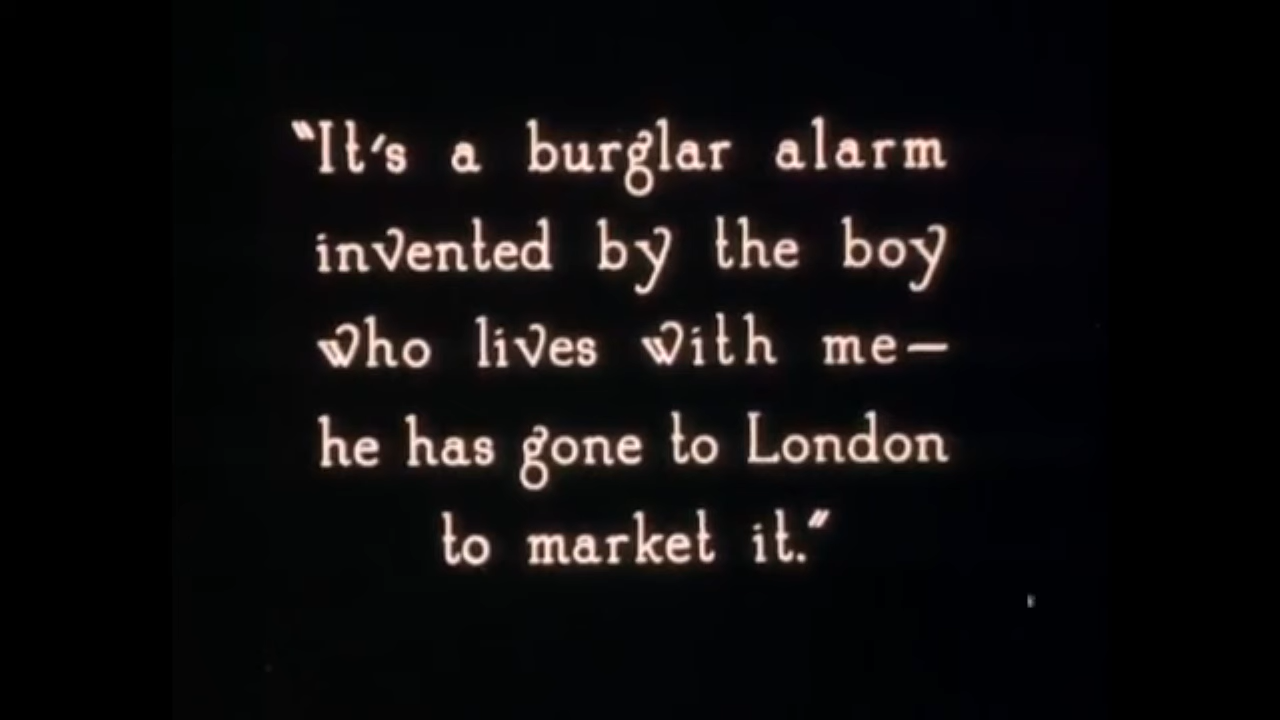 "It's a burglar alarm
invented by the boy
who lives with me—
he has gone to London
to market it."